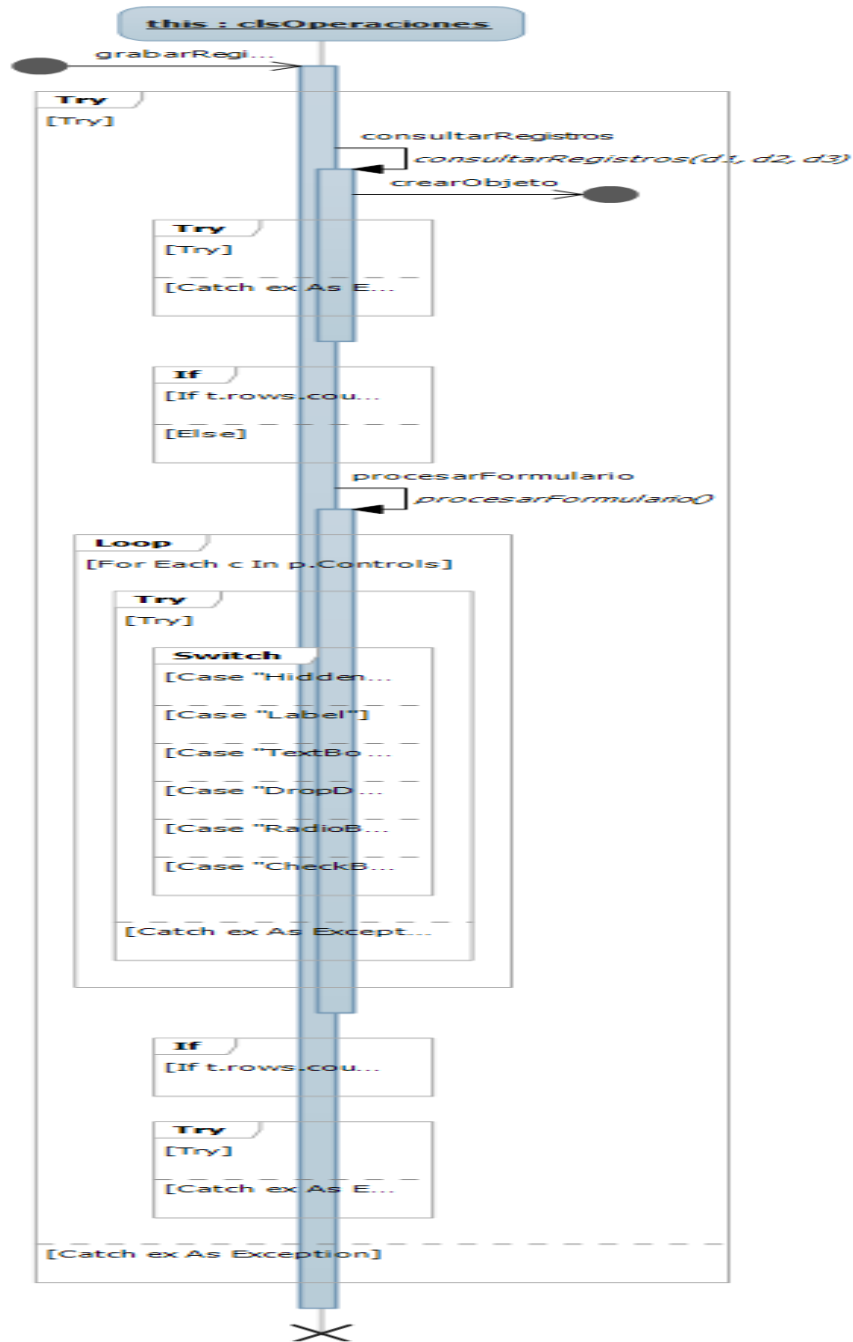 this : clsOperaciones
grabarRegi...
Try
[Try]
consultarRegistros
consultarRegistros(d1, d2, d3)
crearObjeto
Try
[Try]
[Catch ex As E...
If
[If t.rows.cou...
[Else]
procesarFormulario
procesarFormulario()
Loop
[For Each c In p.Controls]
Try
[Try]
Switch
[Case "Hidden...
[Case "Label"]
[Case "TextBo...
[Case "DropD...
[Case "RadioB...
[Case "CheckB...
[Catch ex As Except...
If
[If t.rows.cou...
Try
[Try]
[Catch ex As E...
[Catch ex As Exception]